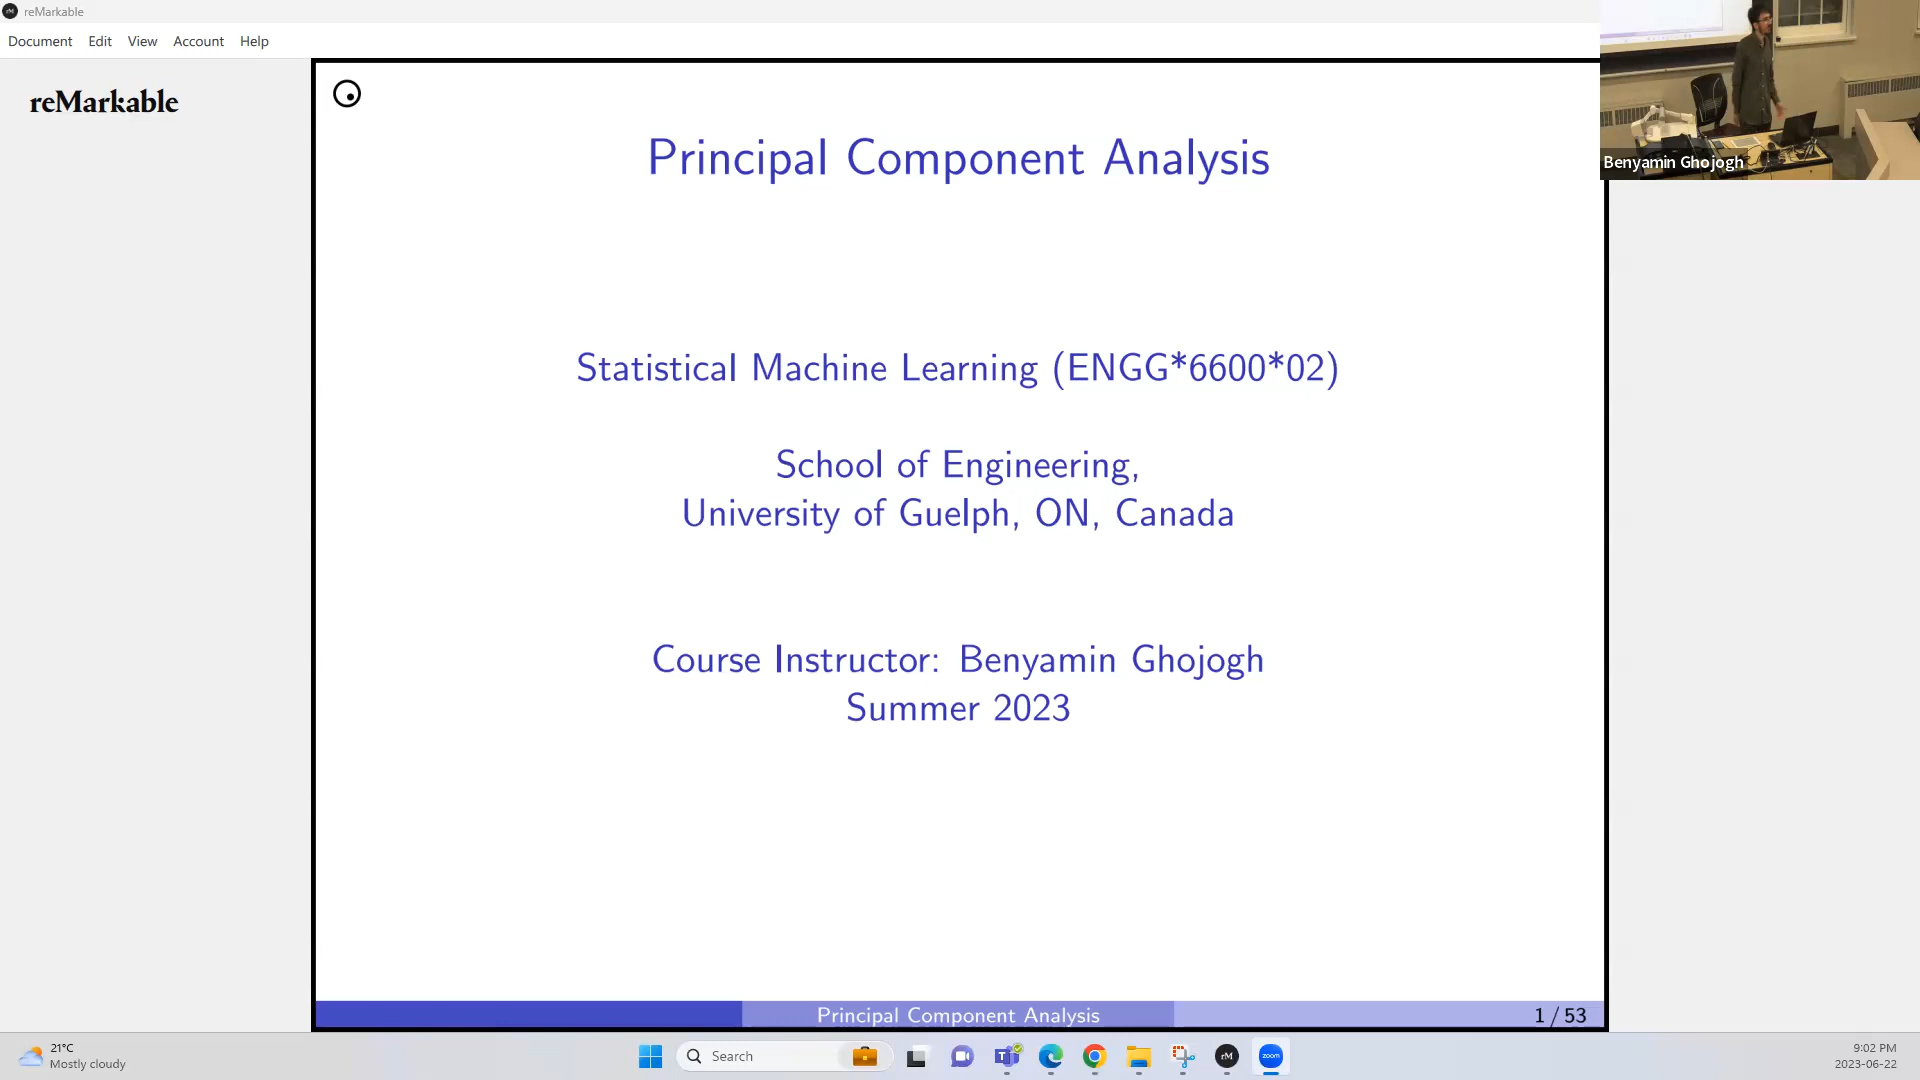 reMarkable
Document Edit View Account Help
reMarkable
Benyamin Ghojogh
Principal Component Analysis
Statistical Machine Learning (ENGG*6600*02)
School of Engineering,
University of Guelph, ON, Canada
Course Instructor: Benyamin Ghojogh
Summer 2023
Principal Component Analysis
1 / 53
21°C
Mostly cloudy
Search
rM
zoom
9:02 PM
2023-06-22